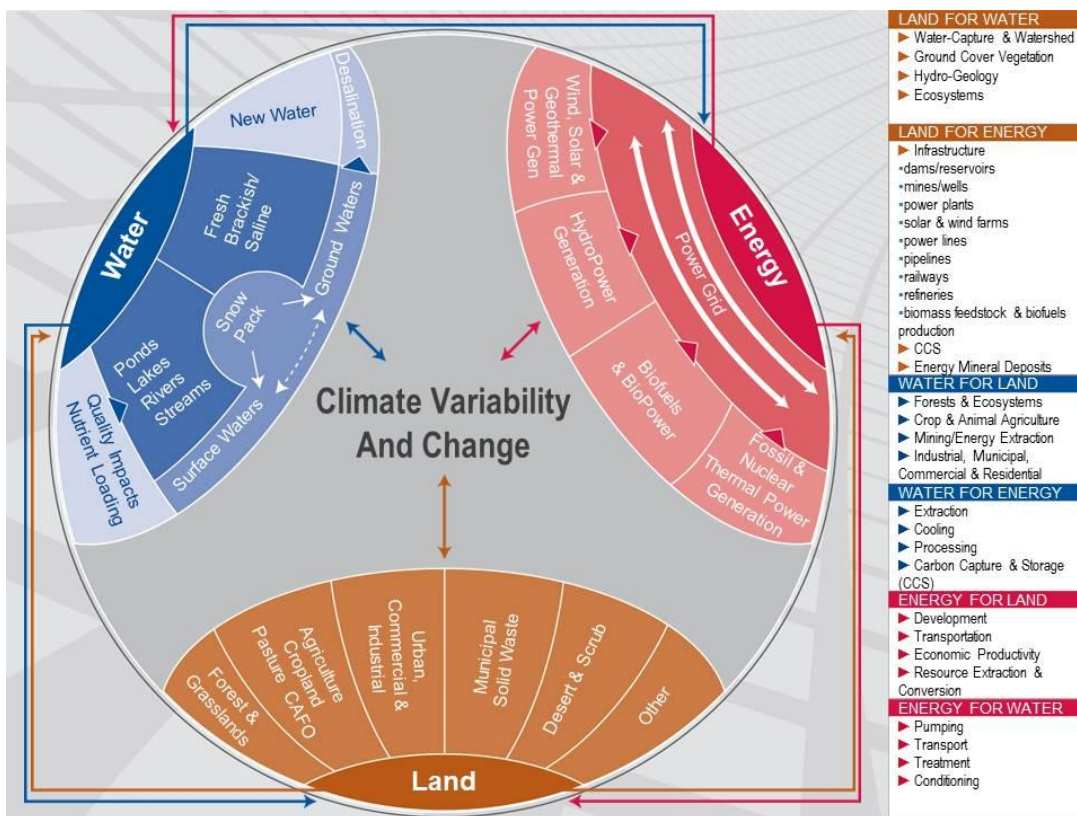 New Water
Desalination
Water
Fresh
Brackish/
Saline
Ground Waters
Snow
Pack
Ponds
Lakes
Rivers
Streams
Surface Waters
Quality Impacts
Nutrient Loading
Wind, Solar &
Geothermal
Power Gen
HydroPower
Generation
Biofuels
& BioPower
Fossil &
Nuclear
Thermal Power
Generation
Power Grid
Energy
Climate Variability
And Change
Forest &
Grasslands
Agriculture
Cropland
Pasture CAFO
Urban,
Commercial &
Industrial
Municipal
Solid Waste
Desert & Scrub
Other
Land
LAND FOR WATER
► Water-Capture & Watershed
► Ground Cover Vegetation
► Hydro-Geology
► Ecosystems
LAND FOR ENERGY
► Infrastructure
▪dams/reservoirs
▪mines/wells
▪power plants
▪solar & wind farms
▪power lines
▪pipelines
▪railways
▪refineries
▪biomass feedstock & biofuels
production
► CCS
► Energy Mineral Deposits
WATER FOR LAND
► Forests & Ecosystems
► Crop & Animal Agriculture
► Mining/Energy Extraction
► Industrial, Municipal,
Commercial & Residential
WATER FOR ENERGY
► Extraction
► Cooling
► Processing
► Carbon Capture & Storage
(CCS)
ENERGY FOR LAND
► Development
► Transportation
► Economic Productivity
► Resource Extraction &
Conversion
ENERGY FOR WATER
► Pumping
► Transport
► Treatment
► Conditioning